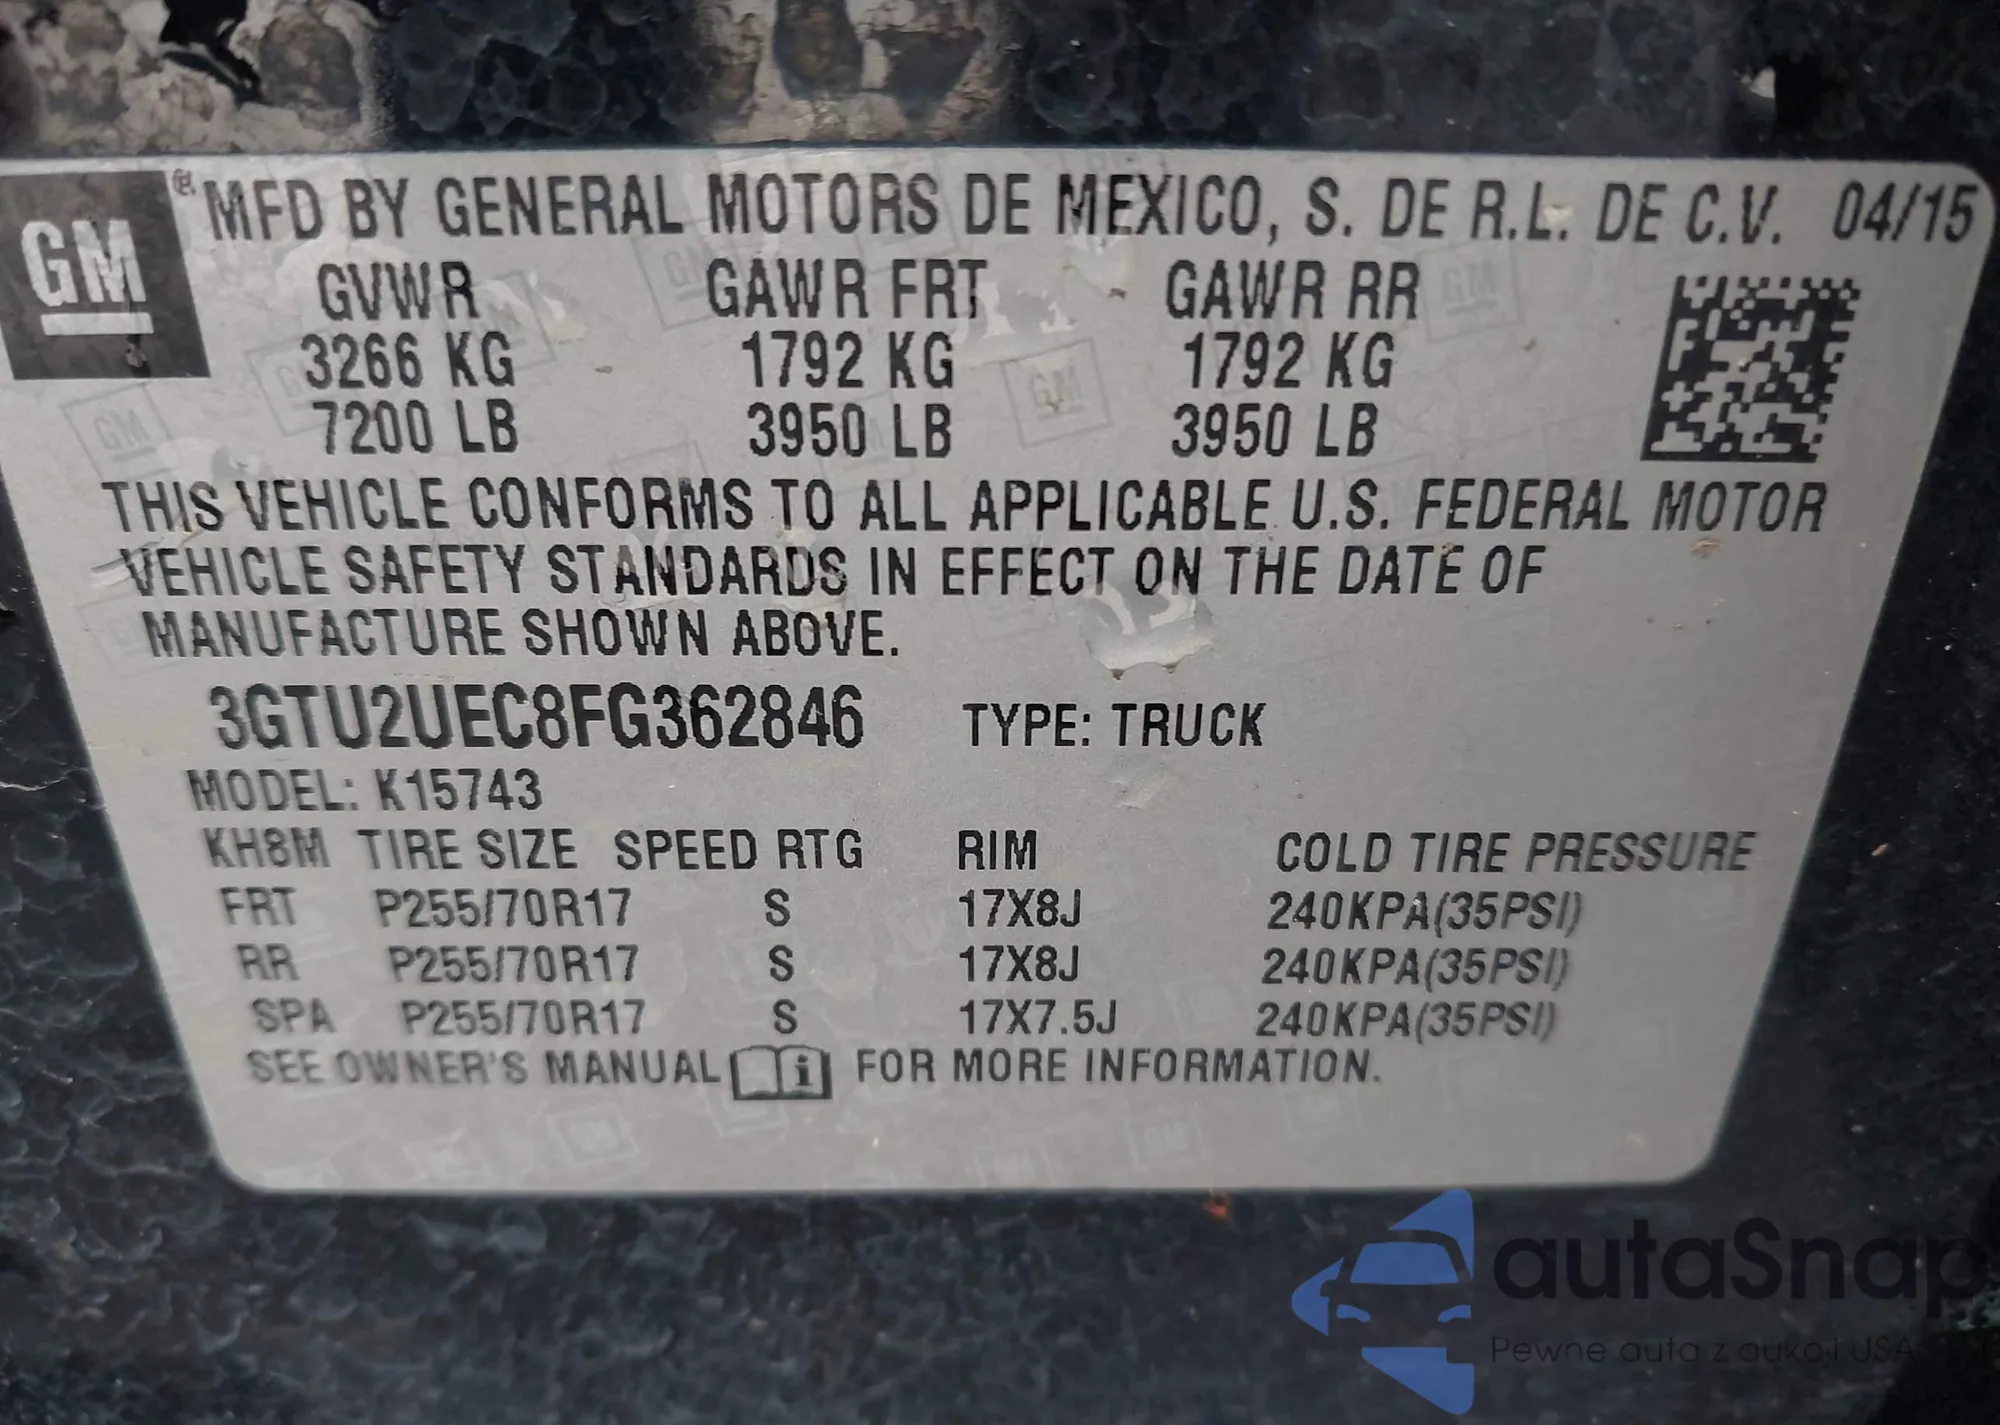 GM ® MFD BY GENERAL MOTORS DE MEXICO, S. DE R.L. DE C.V. 04/15
GVWR GAWR FRT GAWR RR
3266 KG 1792 KG 1792 KG
7200 LB 3950 LB 3950 LB
THIS VEHICLE CONFORMS TO ALL APPLICABLE U.S. FEDERAL MOTOR
VEHICLE SAFETY STANDARDS IN EFFECT ON THE DATE OF
MANUFACTURE SHOWN ABOVE.
3GTU2UEC8FG362846 TYPE: TRUCK
MODEL: K15743
KH8M TIRE SIZE SPEED RTG RIM COLD TIRE PRESSURE
FRT P255/70R17 S 17X8J 240KPA(35PSI)
RR P255/70R17 S 17X8J 240KPA(35PSI)
SPA P255/70R17 S 17X7.5J 240KPA(35PSI)
SEE OWNER'S MANUAL i FOR MORE INFORMATION.
autaSnap
Pewne auta z aukcji USA